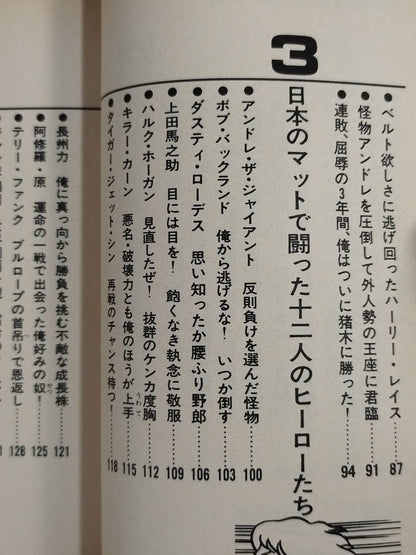 ●ベルト欲しさに逃げ回ったハーリー・レイス……87
●怪物アンドレを圧倒して外人勢の王座に君臨……91
●連敗、屈辱の3年間、俺はついに猪木に勝った!……94
3 日本のマットで闘った十二人のヒーローたち
●アンドレ・ザ・ジャイアント 反則負けを選んだ怪物……100
●ボブ・バックランド 俺から逃げるな! いつか倒す……103
●ダスティ・ローデス 思い知ったか腰ふり野郎……106
●上田馬之助 目には目を! 飽くなき執念に敬服……109
●ハルク・ホーガン 見直したぜ! 抜群のケンカ度胸……112
●キラー・カーン 悪名・破壊力とも俺のほうが上手……115
うわて
●タイガー・ジェット・シン 再戦のチャンス待つ!……118
●長州力 俺に真っ向から勝負を挑む不敵な成長株……121
●阿修羅・原 運命の一戦で出会った俺好みの奴!……125
やつ
●テリー・ファンク ブルロープの首吊りで恩返し……128